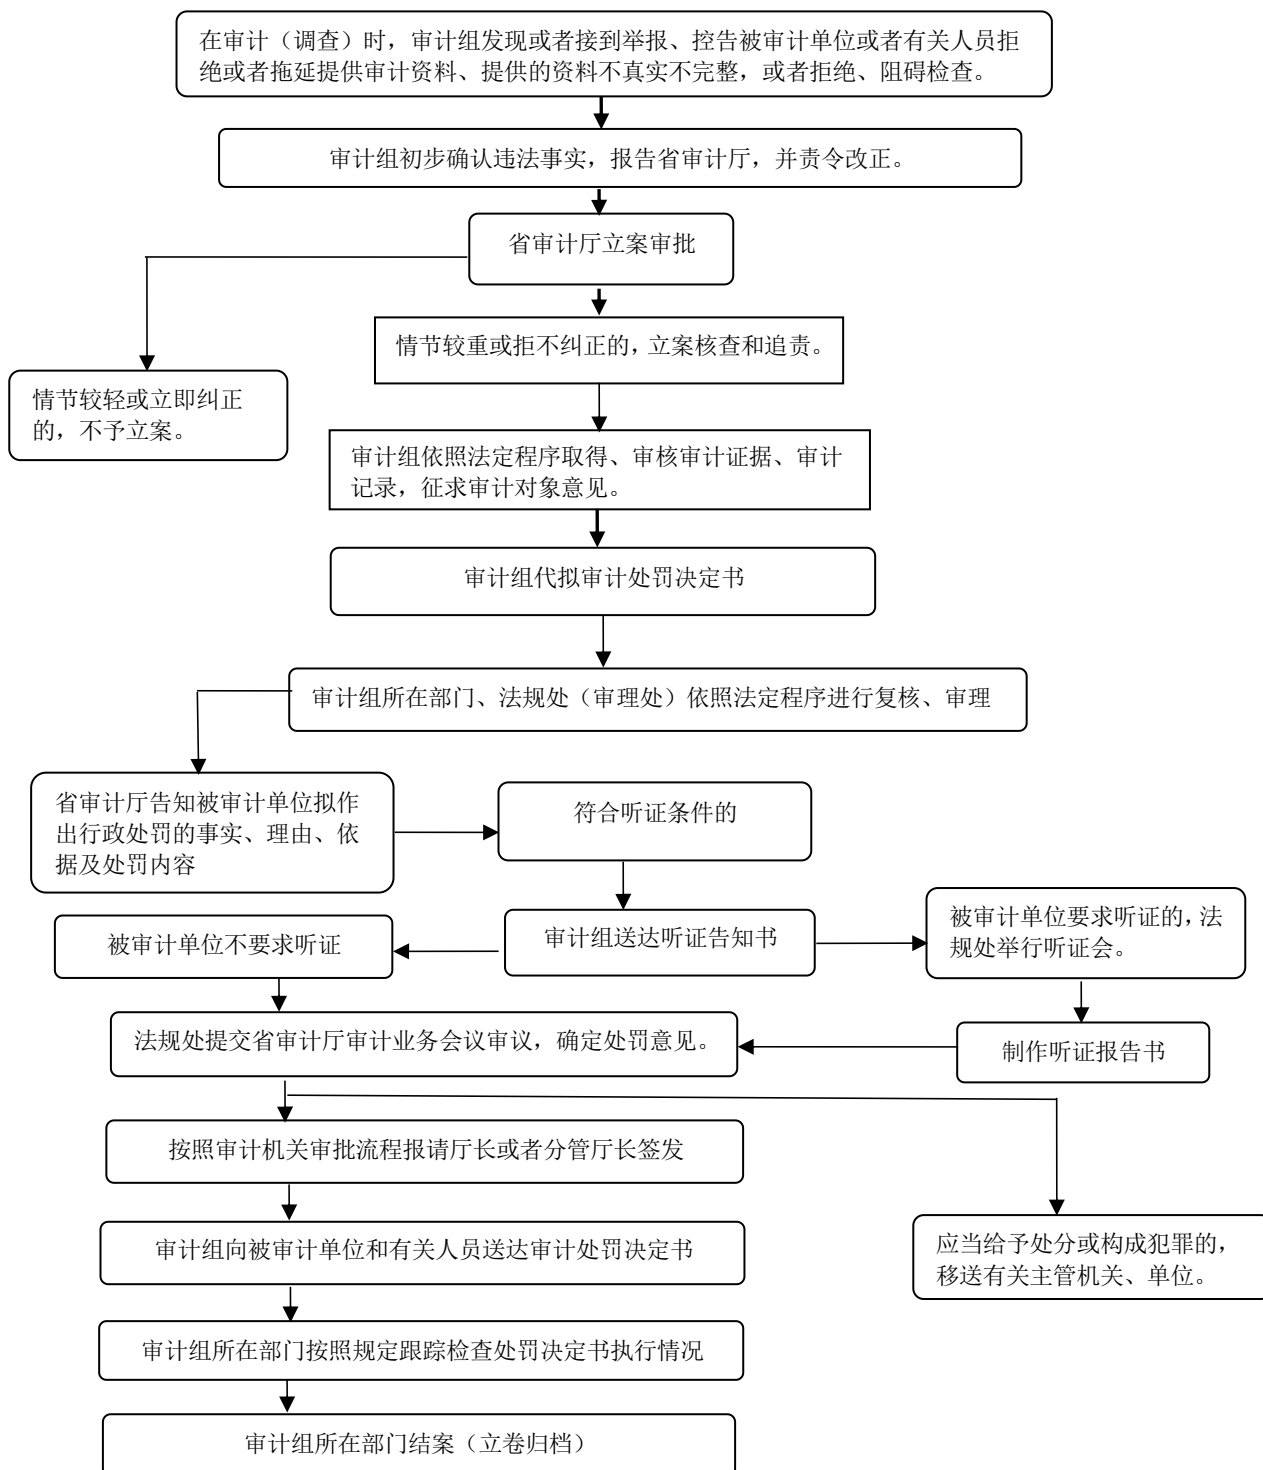 在审计（调查）时，审计组发现或者接到举报、控告被审计单位或者有关人员拒
绝或者拖延提供审计资料、提供的资料不真实不完整，或者拒绝、阻碍检查。
审计组初步确认违法事实，报告省审计厅，并责令改正。
省审计厅立案审批
情节较重或拒不纠正的，立案核查和追责。
情节较轻或立即纠正
的，不予立案。
审计组依照法定程序取得、审核审计证据、审计
记录，征求审计对象意见。
审计组代拟审计处罚决定书
审计组所在部门、法规处（审理处）依照法定程序进行复核、审理
省审计厅告知被审计单位拟作
出行政处罚的事实、理由、依
据及处罚内容
符合听证条件的
被审计单位不要求听证
审计组送达听证告知书
被审计单位要求听证的，法
规处举行听证会。
法规处提交省审计厅审计业务会议审议，确定处罚意见。
制作听证报告书
按照审计机关审批流程报请厅长或者分管厅长签发
审计组向被审计单位和有关人员送达审计处罚决定书
应当给予处分或构成犯罪的，
移送有关主管机关、单位。
审计组所在部门按照规定跟踪检查处罚决定书执行情况
审计组所在部门结案（立卷归档）